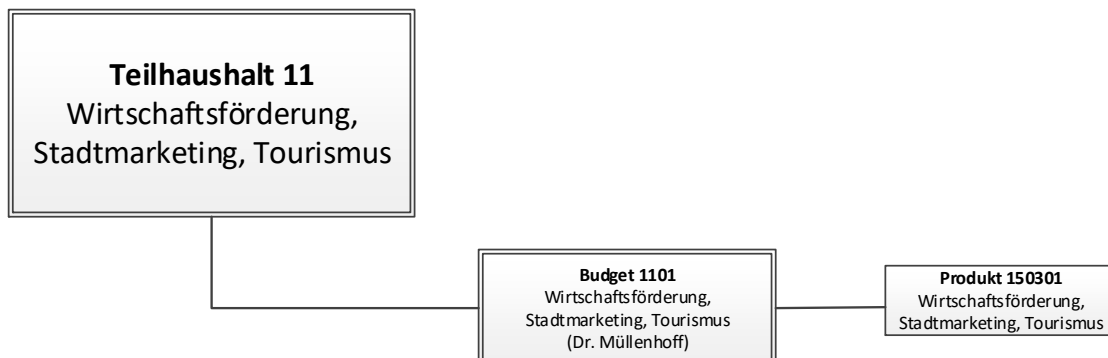 Teilhaushalt 11
Wirtschaftsförderung,
Stadtmarketing, Tourismus
Budget 1101
Wirtschaftsförderung,
Stadtmarketing, Tourismus
(Dr. Müllenhoff)
Produkt 150301
Wirtschaftsförderung,
Stadtmarketing, Tourismus